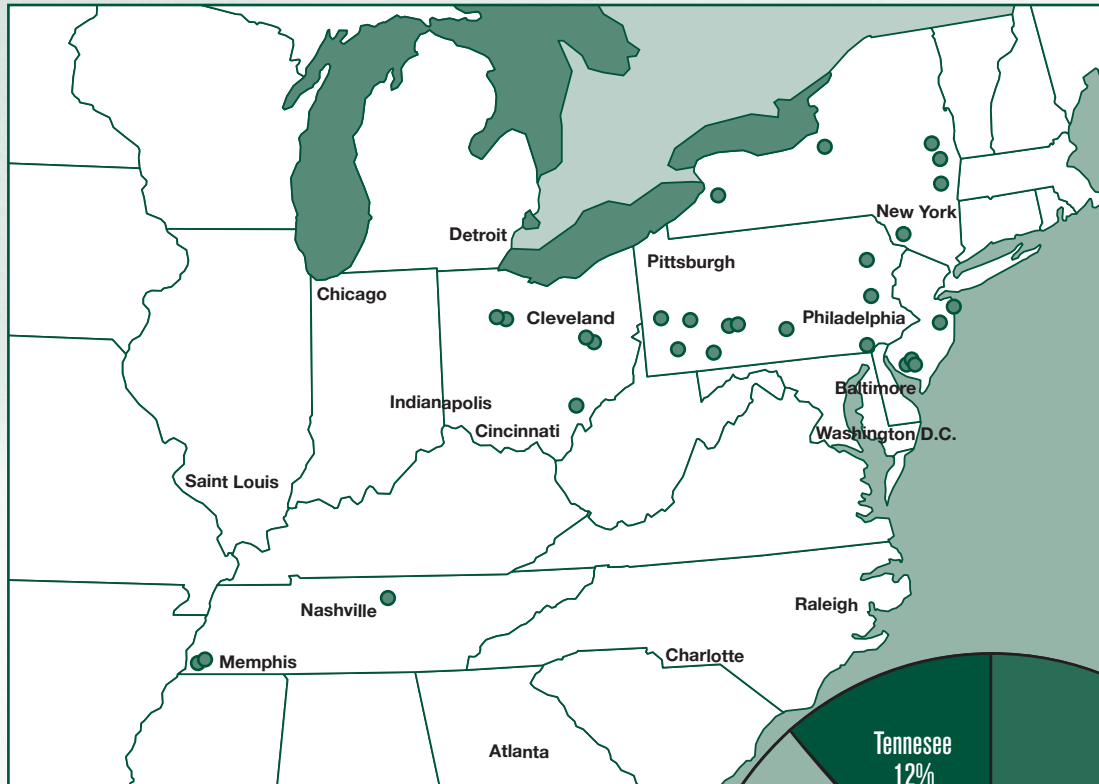 New York
Detroit
Pittsburgh
Chicago
Cleveland
Philadelphia
Baltimore
Indianapolis
Cincinnati
Washington D.C.
Saint Louis
Nashville
Raleigh
Memphis
Charlotte
Atlanta
Tennesee
12%